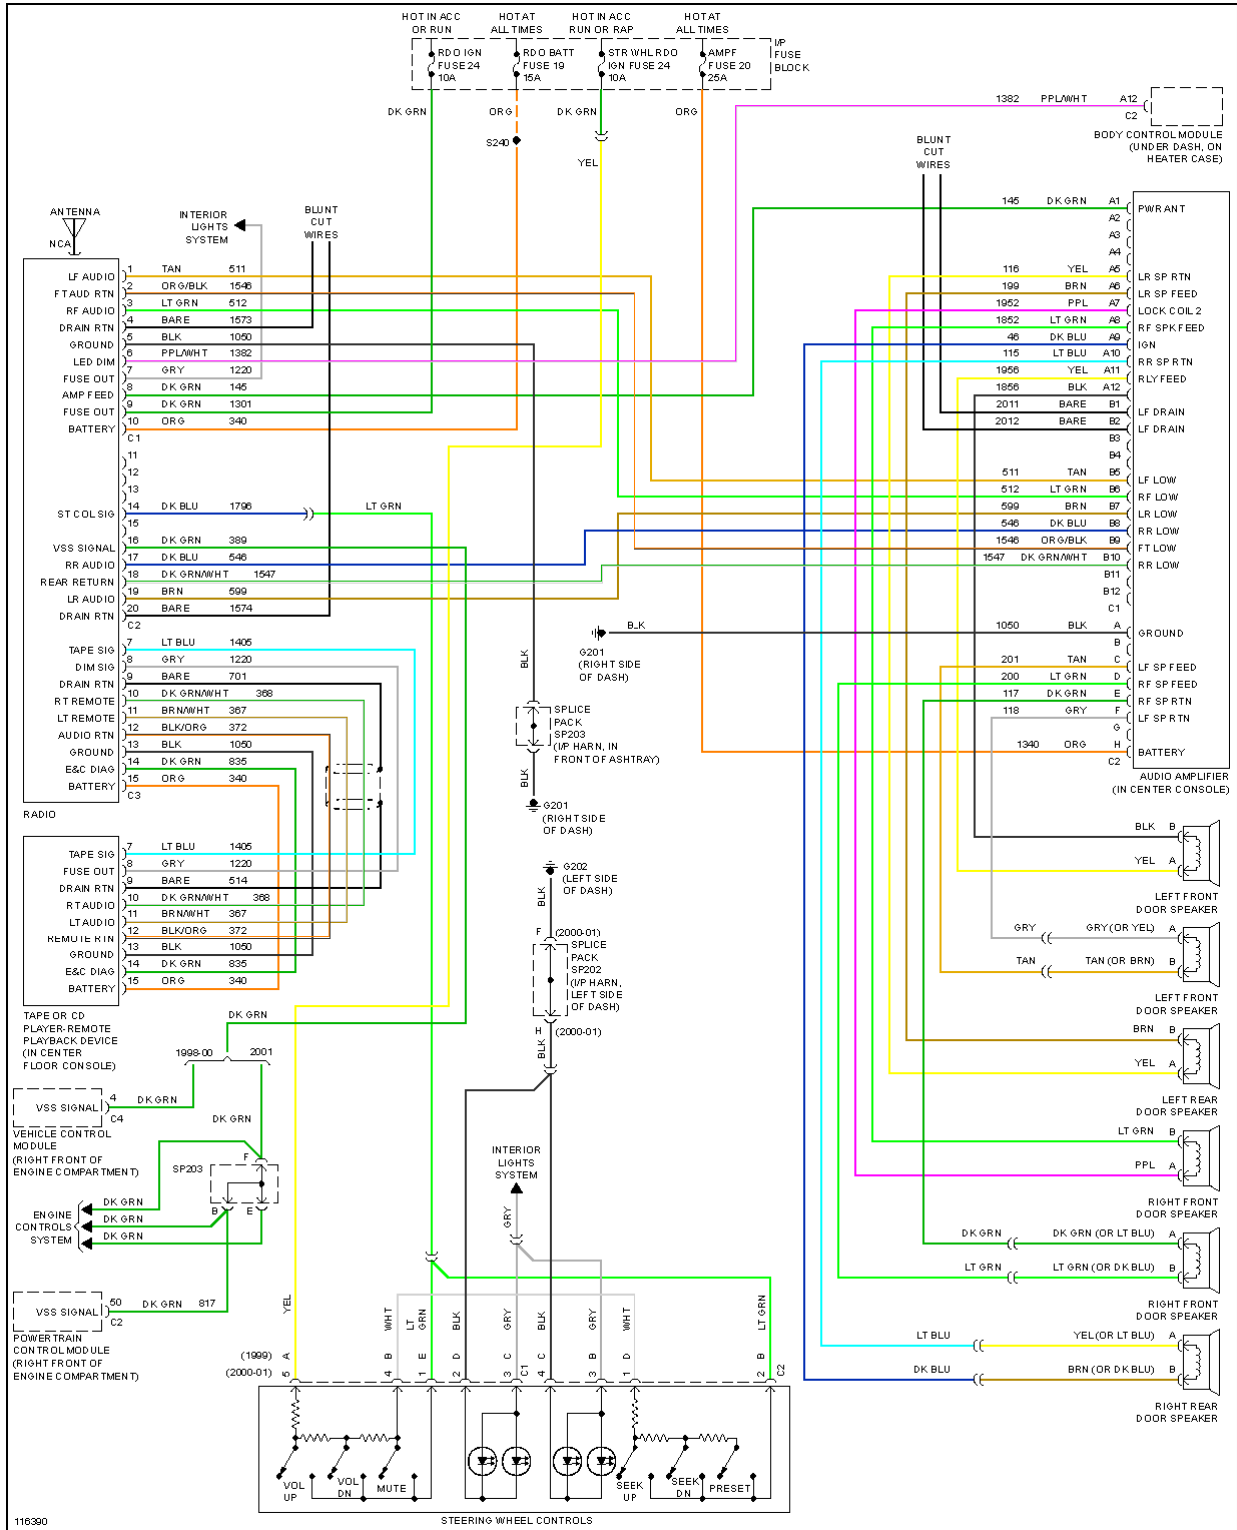 HOT IN ACC
OR RUN
HOT AT
ALL TIMES
HOT IN ACC
RUN OR RAP
HOT AT
ALL TIMES
RDO IGN
FUSE 24
10A
RDO BATT
FUSE 19
15A
STR WHL RDO
IGN FUSE 24
10A
AMPF
FUSE 20
25A
I/P
FUSE
BLOCK
DK GRN
ORG
DK GRN
ORG
S240
YEL
1382 PPL/WHT A12
C2
BODY CONTROL MODULE
(UNDER DASH, ON
HEATER CASE)
BLUNT
CUT
WIRES
ANTENNA
NCA
INTERIOR
LIGHTS
SYSTEM
BLUNT
CUT
WIRES
LF AUDIO 1 TAN 511
FT AUD RTN 2 ORG/BLK 1546
RF AUDIO 3 LT GRN 512
DRAIN RTN 4 BARE 1573
GROUND 5 BLK 1050
LED DIM 6 PPL/WHT 1382
FUSE OUT 7 GRY 1220
AMP FEED 8 DK GRN 145
FUSE OUT 9 DK GRN 1301
BATTERY 10 ORG 340
C1
11
12
13
ST COL SIG 14 DK BLU 1796 LT GRN
15
VSS SIGNAL 16 DK GRN 389
RR AUDIO 17 DK BLU 546
REAR RETURN 18 DK GRN/WHT 1547
LR AUDIO 19 BRN 599
DRAIN RTN 20 BARE 1574
C2
TAPE SIG 7 LT BLU 1405
DIM SIG 8 GRY 1220
DRAIN RTN 9 BARE 701
RT REMOTE 10 DK GRN/WHT 368
LT REMOTE 11 BRN/WHT 367
AUDIO RTN 12 BLK/ORG 372
GROUND 13 BLK 1050
E&C DIAG 14 DK GRN 835
BATTERY 15 ORG 340
C3
RADIO
TAPE SIG 7 LT BLU 1405
FUSE OUT 8 GRY 1220
DRAIN RTN 9 BARE 514
RT AUDIO 10 DK GRN/WHT 368
LT AUDIO 11 BRN/WHT 367
REMOTE RTN 12 BLK/ORG 372
GROUND 13 BLK 1050
E&C DIAG 14 DK GRN 835
BATTERY 15 ORG 340
TAPE OR CD
PLAYER-REMOTE
PLAYBACK DEVICE
(IN CENTER
FLOOR CONSOLE)
145 DK GRN A1 PWR ANT
A2
A3
A4
116 YEL A5 LR SP RTN
199 BRN A6 LR SP FEED
1952 PPL A7 LOCK COIL 2
1852 LT GRN A8 RF SPK FEED
46 DK BLU A9 IGN
115 LT BLU A10 RR SP RTN
1956 YEL A11 RLY FEED
1856 BLK A12
2011 BARE B1 LF DRAIN
2012 BARE B2 LF DRAIN
B3
B4
511 TAN B5 LF LOW
512 LT GRN B6 RF LOW
599 BRN B7 LR LOW
546 DK BLU B8 RR LOW
1546 ORG/BLK B9 FT LOW
1547 DK GRN/WHT B10 RR LOW
B11
B12
C1
BLK 1050 BLK A GROUND
B
201 TAN C LF SP FEED
200 LT GRN D RF SP FEED
117 DK GRN E RF SP RTN
118 GRY F LF SP RTN
G
1340 ORG H BATTERY
C2
AUDIO AMPLIFIER
(IN CENTER CONSOLE)
G201
(RIGHT SIDE
OF DASH)
BLK
SPLICE
PACK
SP203
(I/P HARN, IN
FRONT OF ASHTRAY)
BLK
G201
(RIGHT SIDE
OF DASH)
G202
(LEFT SIDE
OF DASH)
BLK
F (2000-01)
SPLICE
PACK
SP202
(I/P HARN,
LEFT SIDE
OF DASH)
H (2000-01)
BLK
BLK B
YEL A
LEFT FRONT
DOOR SPEAKER
GRY GRY (OR YEL) A
TAN TAN (OR BRN) B
LEFT FRONT
DOOR SPEAKER
BRN B
YEL A
LEFT REAR
DOOR SPEAKER
LT GRN B
PPL A
RIGHT FRONT
DOOR SPEAKER
DK GRN DK GRN (OR LT BLU) A
LT GRN LT GRN (OR DK BLU) B
RIGHT FRONT
DOOR SPEAKER
LT BLU YEL (OR LT BLU) A
DK BLU BRN (OR DK BLU) B
RIGHT REAR
DOOR SPEAKER
DK GRN
1998-00 2001
VSS SIGNAL 4 DK GRN
C4
VEHICLE CONTROL
MODULE
(RIGHT FRONT OF
ENGINE COMPARTMENT)
DK GRN
F
SP203
B E
ENGINE
CONTROLS
SYSTEM
DK GRN
DK GRN
DK GRN
VSS SIGNAL 50 DK GRN 817
C2
POWERTRAIN
CONTROL MODULE
(RIGHT FRONT OF
ENGINE COMPARTMENT)
INTERIOR
LIGHTS
SYSTEM
GRY
YEL WHT LT GRN BLK GRY BLK GRY WHT LT GRN
(1999) A B E D C C B D B
(2000-01) 5 4 1 2 3 C1 4 3 1 2 C2
VOL
UP
VOL
DN
MUTE
SEEK
UP
SEEK
DN
PRESET
STEERING WHEEL CONTROLS
116390